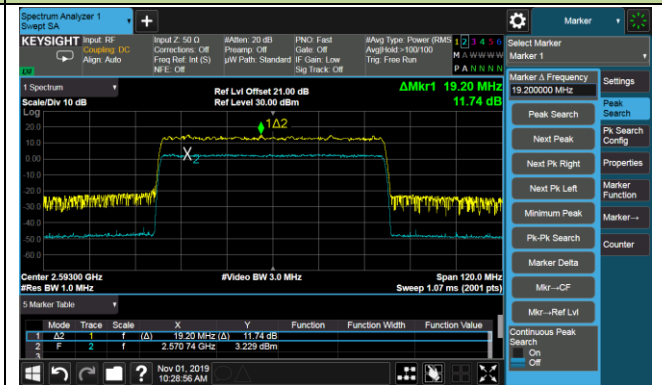 Spectrum Analyzer 1
Swept SA
+
Marker
KEYSIGHT
Input: RF
Coupling: DC
Align: Auto
Input Z: 50 Ω
Corrections: Off
Freq Ref: Int (S)
NFE: Off
#Atten: 20 dB
Preamp: Off
µW Path: Standard
PNO: Fast
Gate: Off
IF Gain: Low
Sig Track: Off
#Avg Type: Power (RMS
Avg|Hold:>100/100
Trig: Free Run
1 2 3 4 5 6
M A W W W W
P A N N N N
LXI
Select Marker
Marker 1
1 Spectrum
Scale/Div 10 dB
Log
Ref Lvl Offset 21.00 dB
Ref Level 30.00 dBm
ΔMkr1 19.20 MHz
11.74 dB
20.0
10.0
0.00
-10.0
-20.0
-30.0
-40.0
-50.0
-60.0
1Δ2
X2
Center 2.59300 GHz
#Res BW 1.0 MHz
#Video BW 3.0 MHz
Span 120.0 MHz
Sweep 1.07 ms (2001 pts)
5 Marker Table
Mode Trace Scale X Y Function Function Width Function Value
1 Δ2 1 f (Δ) 19.20 MHz (Δ) 11.74 dB
2 F 2 f 2.570 74 GHz 3.229 dBm
3
Marker Δ Frequency
19.200000 MHz
Peak Search
Next Peak
Next Pk Right
Next Pk Left
Minimum Peak
Pk-Pk Search
Marker Delta
Mkr→CF
Mkr→Ref Lvl
Continuous Peak
Search
On
Off
Settings
Peak
Search
Pk Search
Config
Properties
Marker
Function
Marker→
Counter
?
Nov 01, 2019
10:28:56 AM